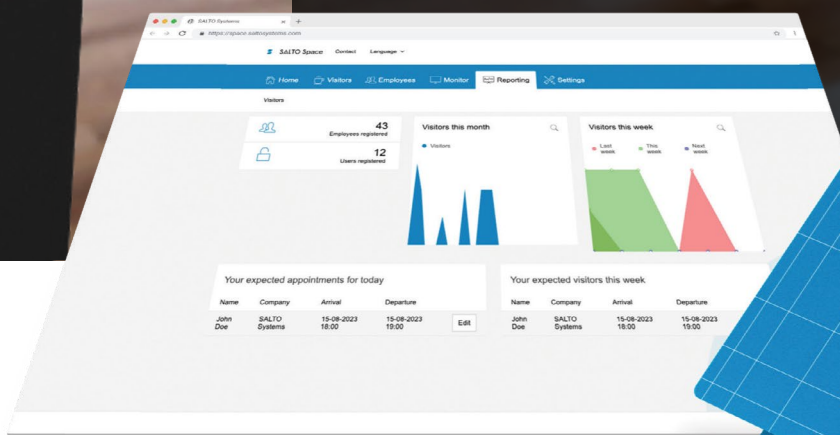 SALTO Systems
https://space.saltosystems.com
SALTO Space Contact Language
Home Visitors Employees Monitor Reporting Settings
Visitors
43
Employees registered
12
Users registered
Visitors this month
Visitors
Visitors this week
Last week
This week
Next week
Your expected appointments for today
Name Company Arrival Departure
John Doe SALTO Systems 15-08-2023 18:00 15-08-2023 19:00 Edit
Your expected visitors this week
Name Company Arrival Departure
John Doe SALTO Systems 15-08-2023 18:00 15-08-2023 19:00